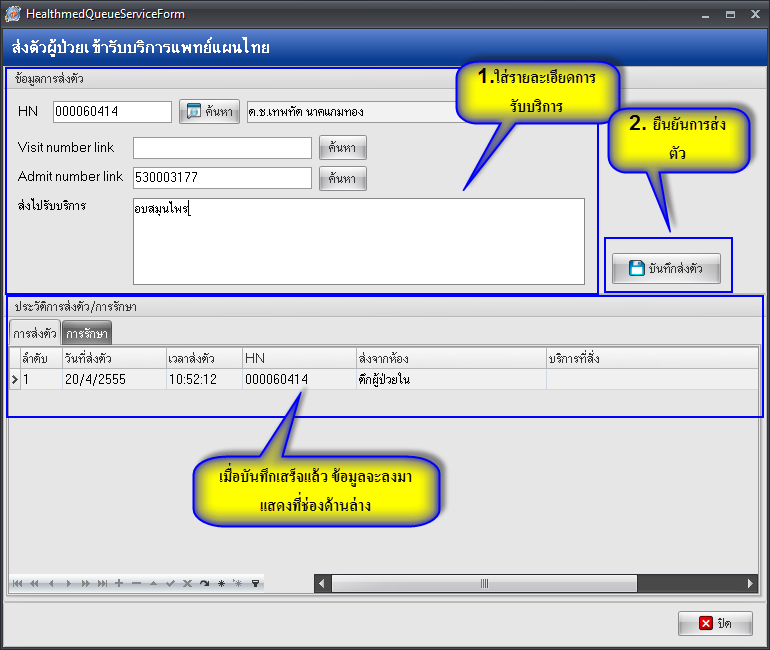 HealthmedQueueServiceForm
ส่งตัวผู้ป่วยเข้ารับบริการแพทย์แผนไทย
ข้อมูลการส่งตัว
HN 000060414 ค้นหา ด.ช.เทพทัด นาคแกมทอง
1.ใส่รายละเอียดการ
รับบริการ
2. ยืนยันการส่ง
ตัว
Visit number link ค้นหา
Admit number link 530003177 ค้นหา
ส่งไปรับบริการ อบสมุนไพร
บันทึกส่งตัว
ประวัติการส่งตัว/การรักษา
การส่งตัว การรักษา
ลำดับ วันที่ส่งตัว เวลาส่งตัว HN ส่งจากห้อง บริการที่สั่ง
1 20/4/2555 10:52:12 000060414 ตึกผู้ป่วยใน
เมื่อบันทึกเสร็จแล้ว ข้อมูลจะลงมา
แสดงที่ช่องด้านล่าง
ปิด